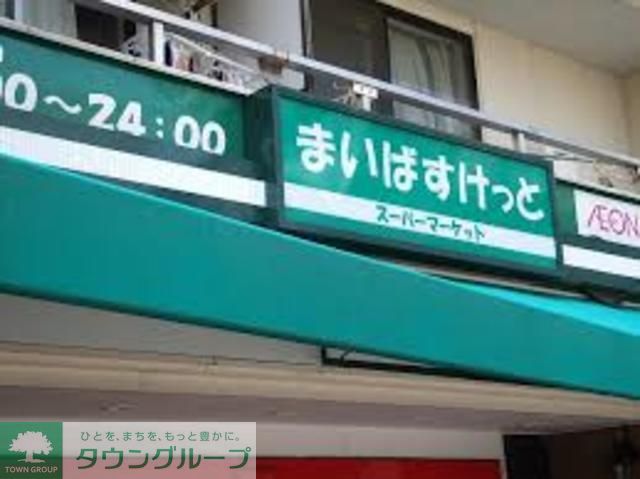 00～24:00
まいばすけっと
スーパーマーケット
ÆON
ひとを、まちを、もっと豊かに。
タウングループ
TOWN GROUP